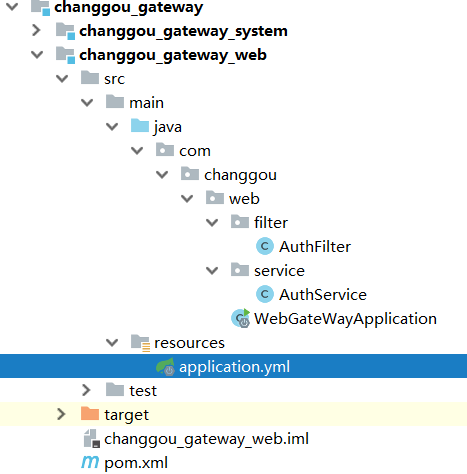 changgou_gateway
changgou_gateway_system
changgou_gateway_web
src
main
java
com
changgou
web
filter
AuthFilter
service
AuthService
WebGateWayApplication
resources
application.yml
test
target
changgou_gateway_web.iml
pom.xml